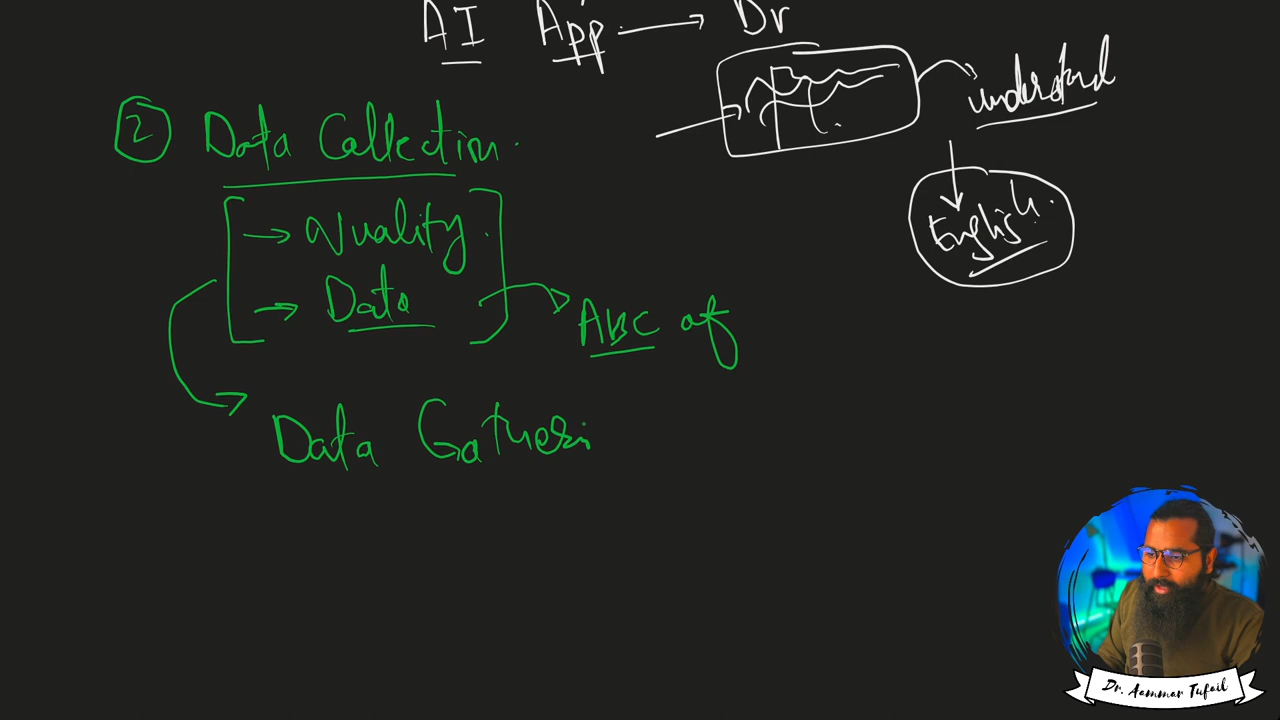 AI App → Dr
understand
English.
② Data Collection.
→ Quality.
→ Data
ABC of
Data Gatheri
Dr. Aammar Tufail